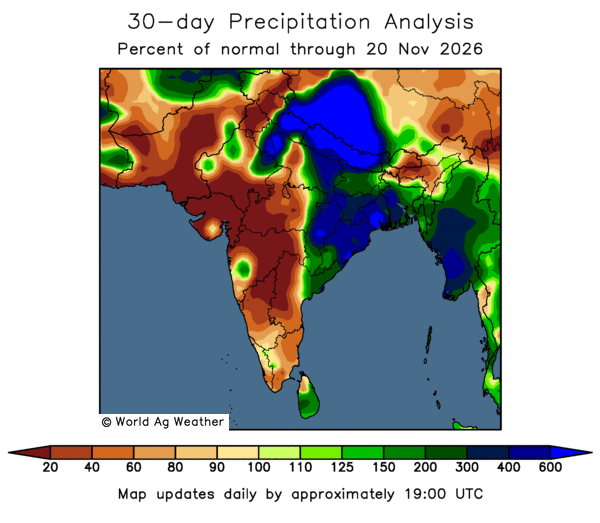 30-day Precipitation Analysis
Percent of normal through 20 Nov 2026
© World Ag Weather
20 40 60 80 90 100 110 125 150 200 300 400 600
Map updates daily by approximately 19:00 UTC